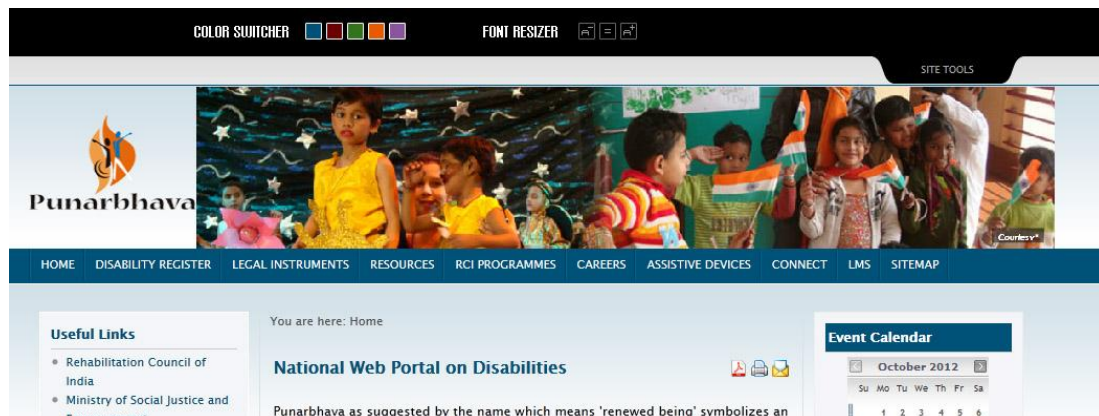 COLOR SWITCHER
FONT RESIZER
SITE TOOLS
Punarbhava
Courtesy*
HOME DISABILITY REGISTER LEGAL INSTRUMENTS RESOURCES RCI PROGRAMMES CAREERS ASSISTIVE DEVICES CONNECT LMS SITEMAP
You are here: Home
Useful Links
Rehabilitation Council of
India
Ministry of Social Justice and
National Web Portal on Disabilities
Punarbhava as suggested by the name which means 'renewed being' symbolizes an
Event Calendar
October 2012
Su Mo Tu We Th Fr Sa
1 2 3 4 5 6